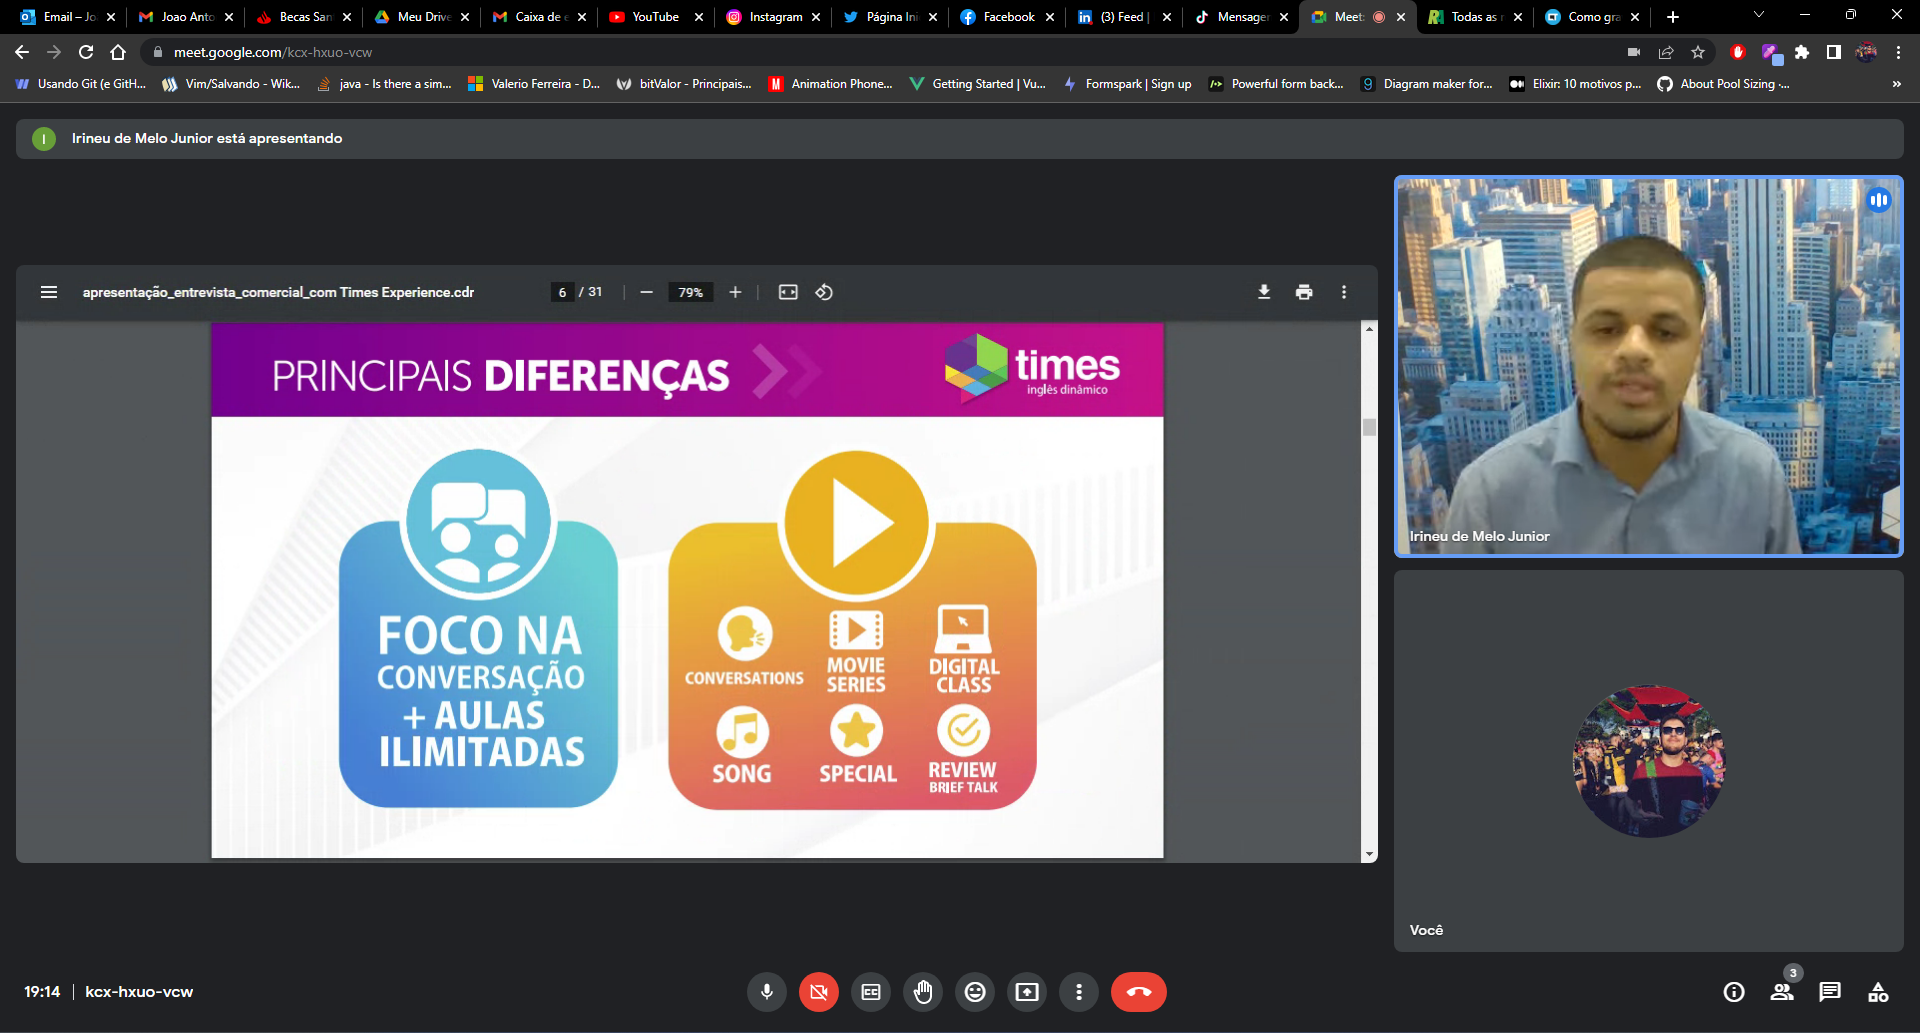 Email – Jo
Joao Anto
Becas San
Meu Drive
Caixa de e
YouTube
Instagram
Página Ini
Facebook
(3) Feed |
Mensager
Meet:
Todas as r
Como gra
meet.google.com/kcx-hxuo-vcw
Usando Git (e GitH...
Vim/Salvando - Wik...
java - Is there a sim...
Valerio Ferreira - D...
bitValor - Principais...
Animation Phone...
Getting Started | Vu...
Formspark | Sign up
Powerful form back...
Diagram maker for...
Elixir: 10 motivos p...
About Pool Sizing ·...
»
I
Irineu de Melo Junior está apresentando
apresentação_entrevista_comercial_com Times Experience.cdr
6 / 31
79%
PRINCIPAIS DIFERENÇAS
times
inglês dinâmico
FOCO NA
CONVERSAÇÃO
+ AULAS
ILIMITADAS
CONVERSATIONS
MOVIE
SERIES
DIGITAL
CLASS
SONG
SPECIAL
REVIEW
BRIEF TALK
Irineu de Melo Junior
Você
19:14 | kcx-hxuo-vcw
3